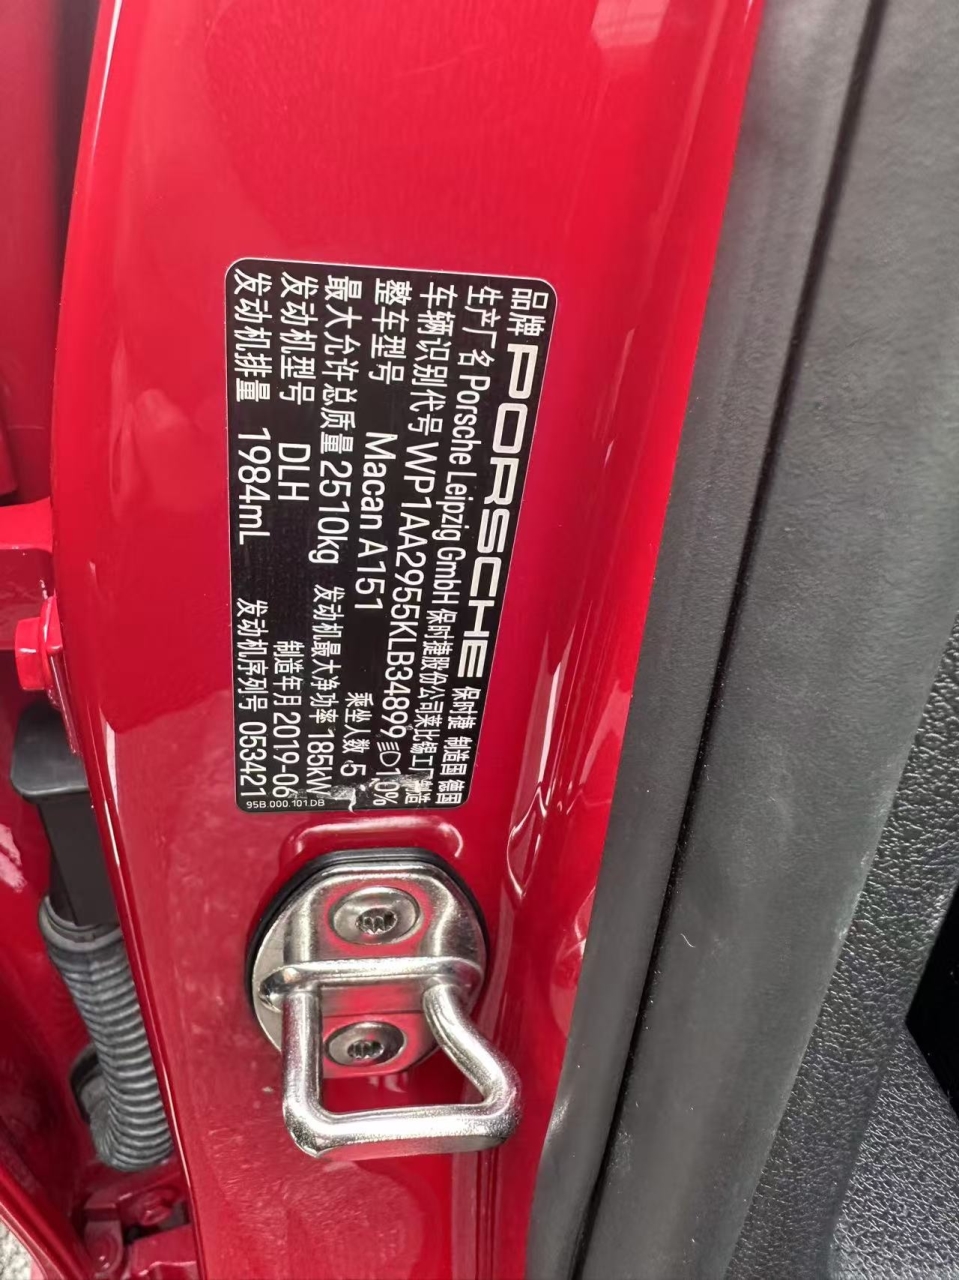 品牌 PORSCHE 保时捷 制造国 德国
生产厂名 Porsche Leipzig GmbH 保时捷股份公司莱比锡工厂制造
车辆识别代号 WP1AA2955KLB34899 10%
整车型号 Macan A151 乘坐人数 5
最大允许总质量 2510kg 发动机最大净功率 185kW
发动机型号 DLH 制造年月 2019-06
发动机排量 1984mL 发动机序列号 053421
95B.000.101.DB